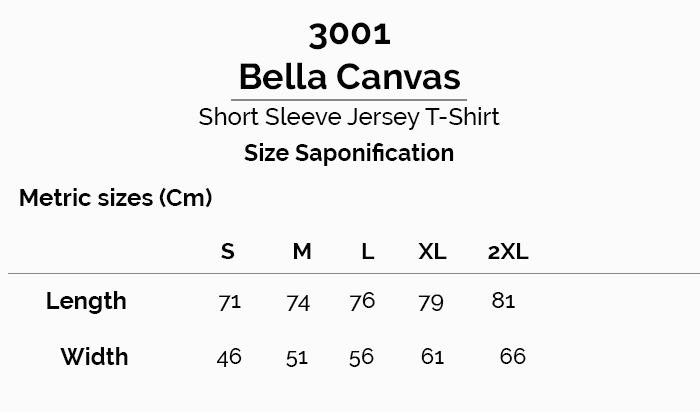 3001
Bella Canvas
Short Sleeve Jersey T-Shirt
Size Saponification
Metric sizes (Cm)
S M L XL 2XL
Length 71 74 76 79 81
Width 46 51 56 61 66